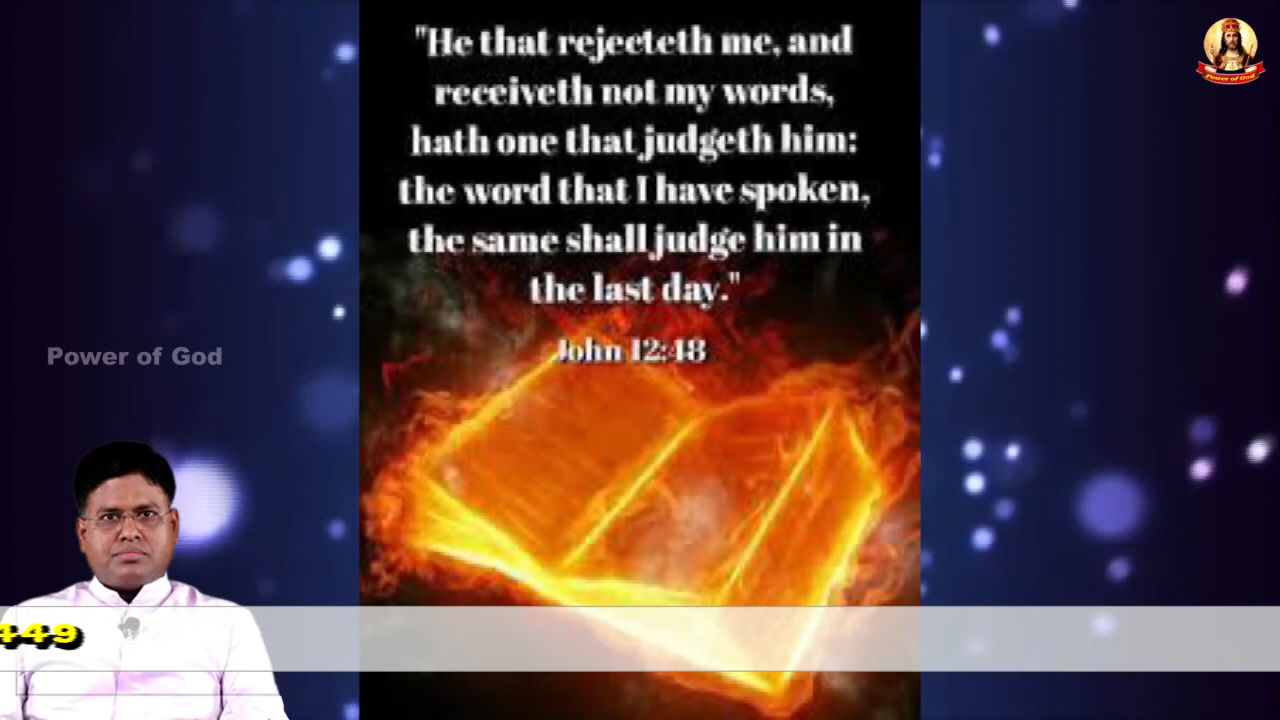 "He that rejecteth me, and
receiveth not my words,
hath one that judgeth him:
the word that I have spoken,
the same shall judge him in
the last day."
John 12:48
Power of God
Power of God
449